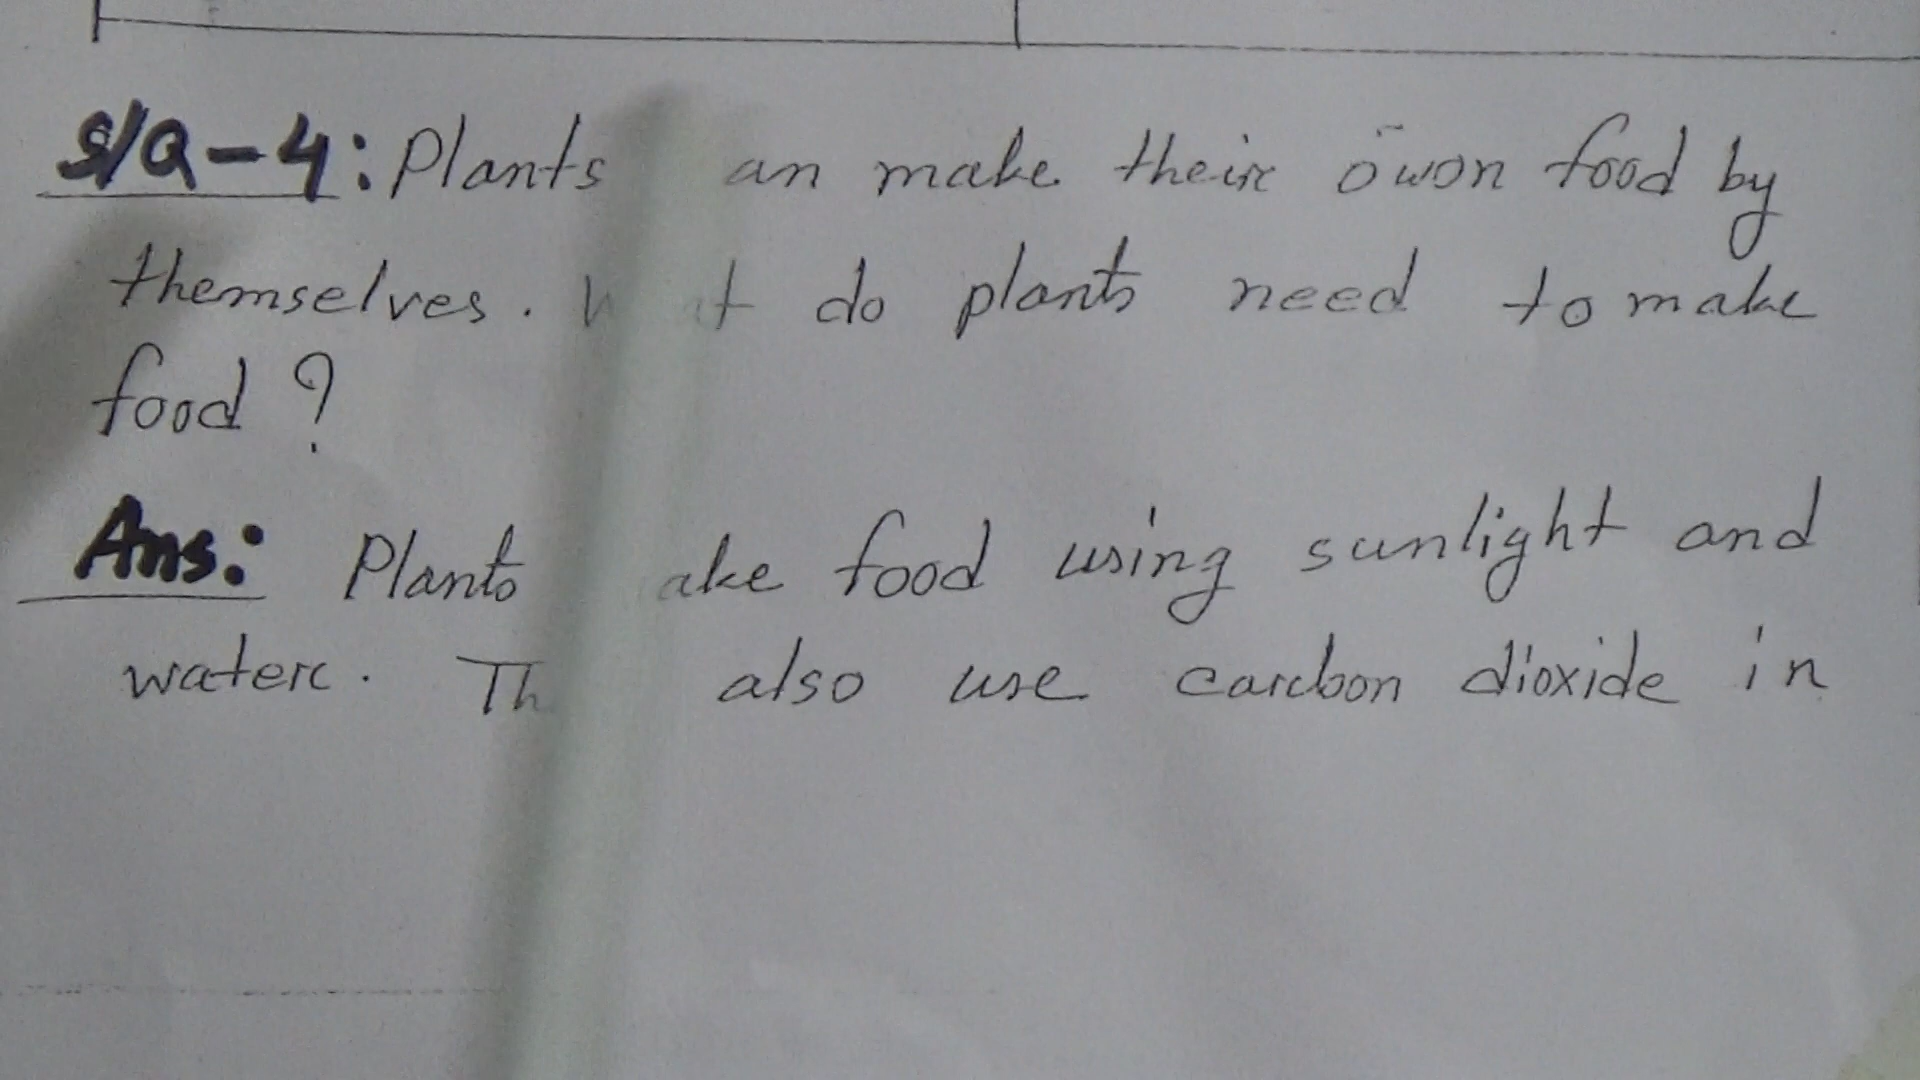 S/Q-4: Plants an make their owon food by
themselves. do plants need to make
food ?
Ans: Plants ake food using sunlight and
water. Th also use carbon dioxide in